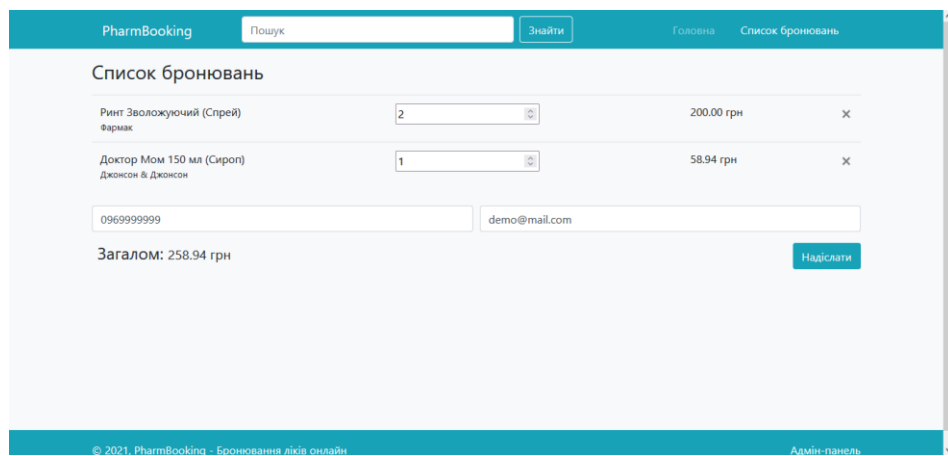 PharmBooking Пошук Знайти Головна Список бронювань
Список бронювань
Ринт Зволожуючий (Спрей) 2 200.00 грн ×
Фармак
Доктор Мом 150 мл (Сироп) 1 58.94 грн ×
Джонсон & Джонсон
0969999999 demo@mail.com
Загалом: 258.94 грн Надіслати
© 2021, PharmBooking - Бронювання ліків онлайн Адмін-панель